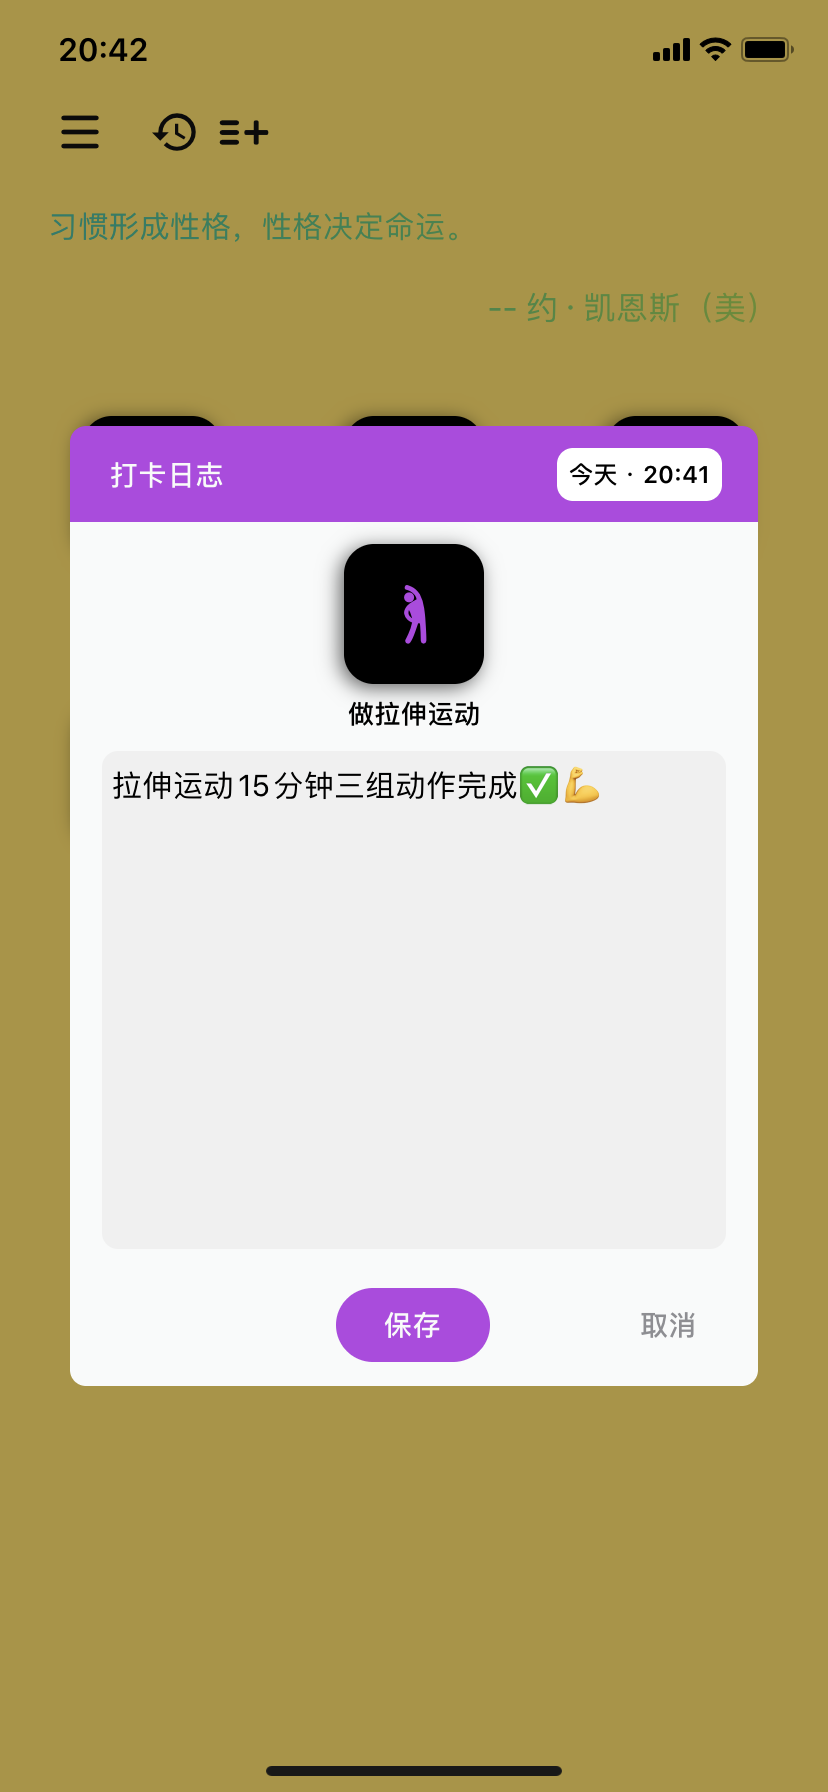 20:42
习惯形成性格，性格决定命运。
-- 约 · 凯恩斯（美）
打卡日志
今天 · 20:41
做拉伸运动
拉伸运动15分钟三组动作完成✅💪
保存
取消